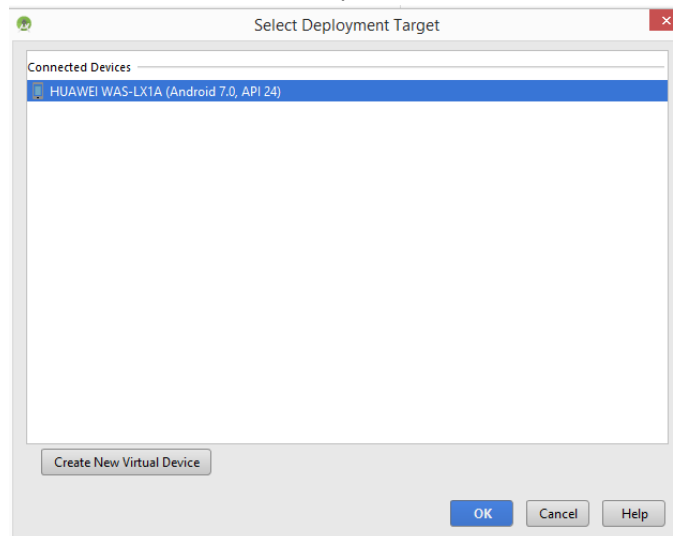 Select Deployment Target
Connected Devices
HUAWEI WAS-LX1A (Android 7.0, API 24)
Create New Virtual Device
OK Cancel Help